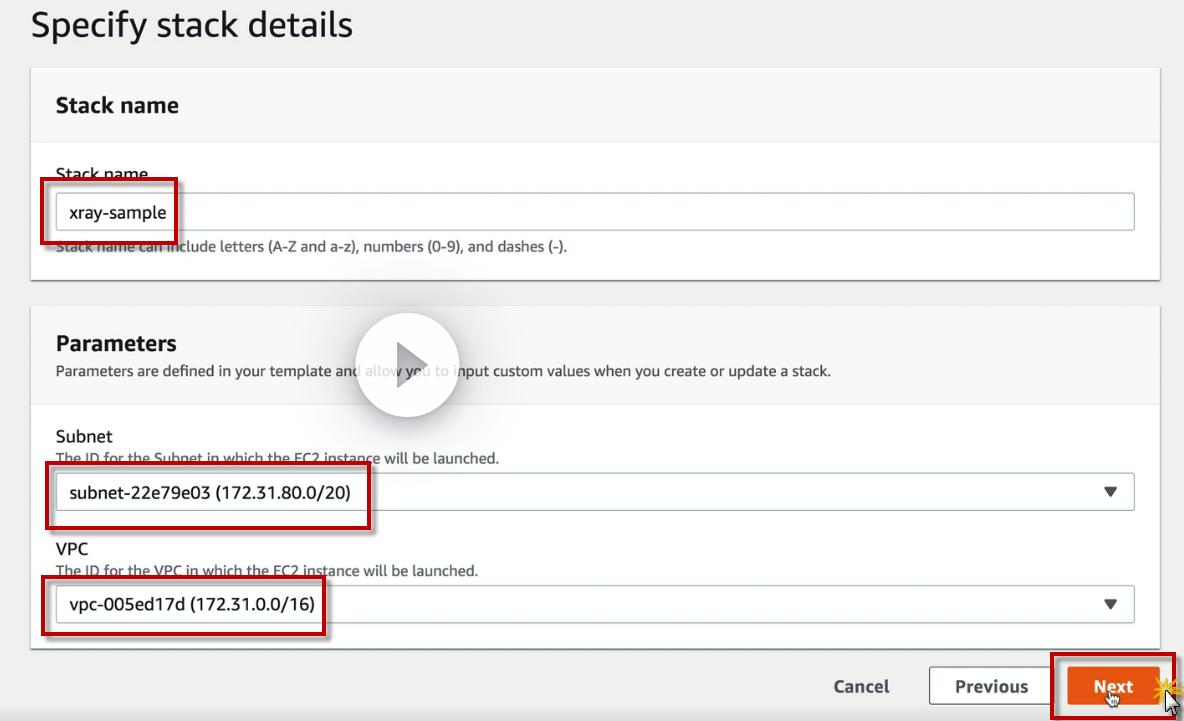 Specify stack details
Stack name
Stack name
xray-sample
Stack name can include letters (A-Z and a-z), numbers (0-9), and dashes (-).
Parameters
Parameters are defined in your template and allow you to input custom values when you create or update a stack.
Subnet
The ID for the Subnet in which the EC2 instance will be launched.
subnet-22e79e03 (172.31.80.0/20)
VPC
The ID for the VPC in which the EC2 instance will be launched.
vpc-005ed17d (172.31.0.0/16)
Cancel Previous Next